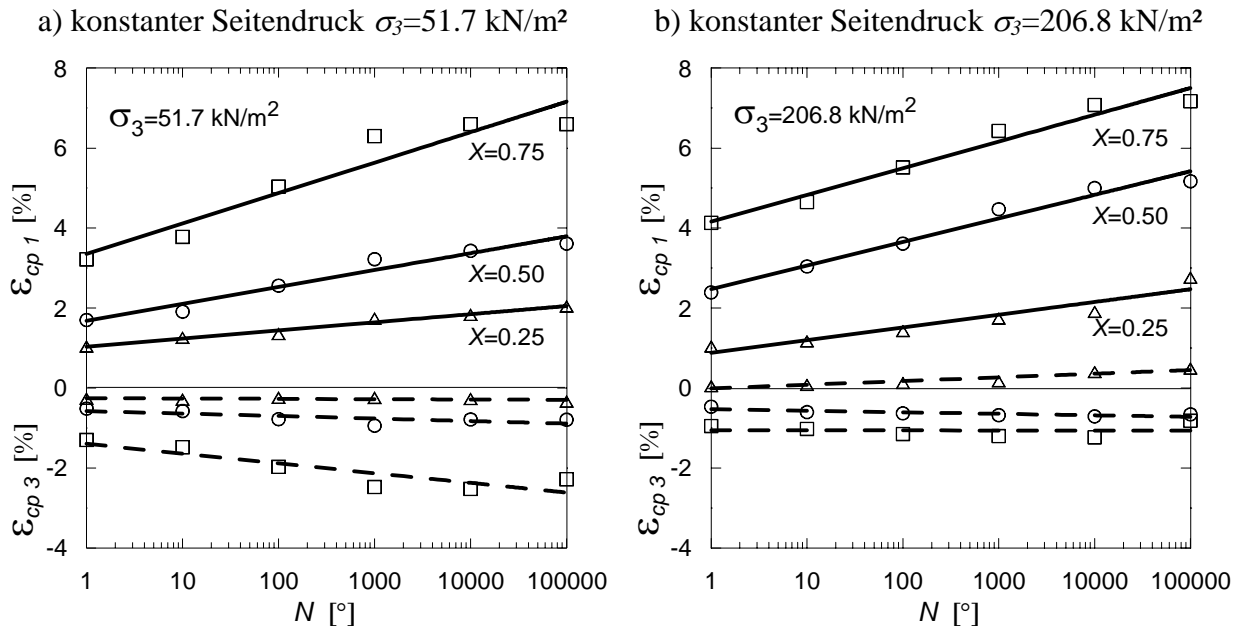 a) konstanter Seitendruck σ3=51.7 kN/m²
b) konstanter Seitendruck σ3=206.8 kN/m²
8
6
4
2
0
-2
-4
εcp 1 [%]
εcp 3 [%]
σ3=51.7 kN/m2
X=0.75
X=0.50
X=0.25
1 10 100 1000 10000 100000
N [°]
8
6
4
2
0
-2
-4
εcp 1 [%]
εcp 3 [%]
σ3=206.8 kN/m2
X=0.75
X=0.50
X=0.25
1 10 100 1000 10000 100000
N [°]